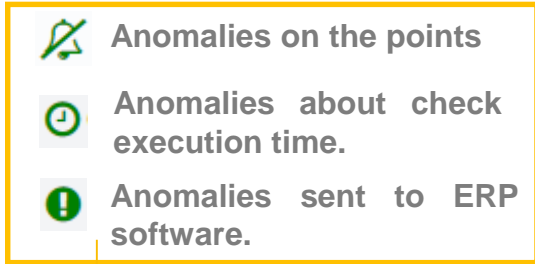 Anomalies on the points
Anomalies about check
execution time.
Anomalies sent to ERP
software.